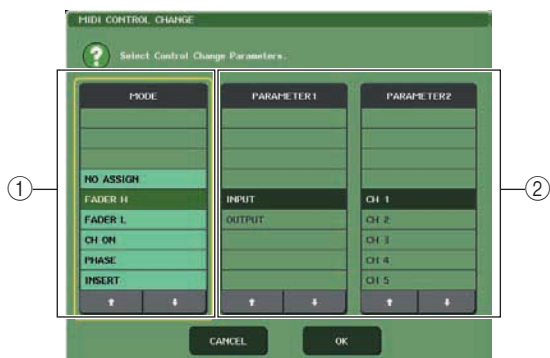 MIDI CONTROL CHANGE
? Select Control Change Parameters.
MODE PARAMETER1 PARAMETER2
NO ASSIGN
FADER H INPUT CH 1
FADER L OUTPUT CH 2
CH ON CH 3
PHASE CH 4
INSERT CH 5
CANCEL OK
① ②